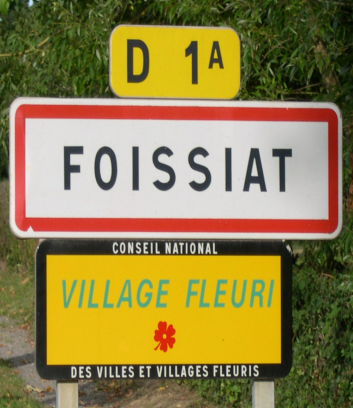 D 1A
FOISSIAT
CONSEIL NATIONAL
VILLAGE FLEURI
DES VILLES ET VILLAGES FLEURIS